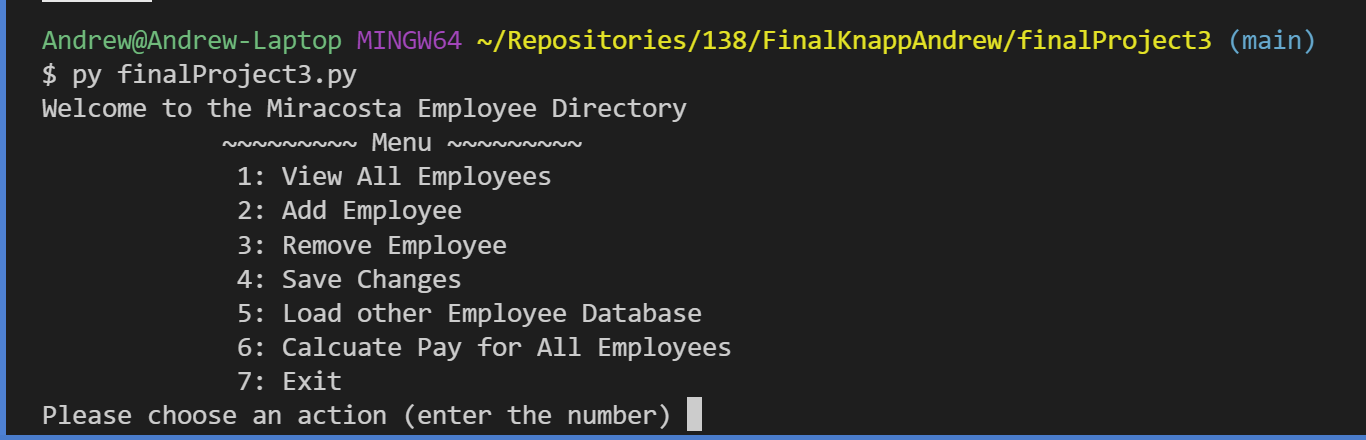 Andrew@Andrew-Laptop MINGW64 ~/Repositories/138/FinalKnappAndrew/finalProject3 (main)
$ py finalProject3.py
Welcome to the Miracosta Employee Directory
~~~~~~~~~ Menu ~~~~~~~~~
1: View All Employees
2: Add Employee
3: Remove Employee
4: Save Changes
5: Load other Employee Database
6: Calcuate Pay for All Employees
7: Exit
Please choose an action (enter the number)